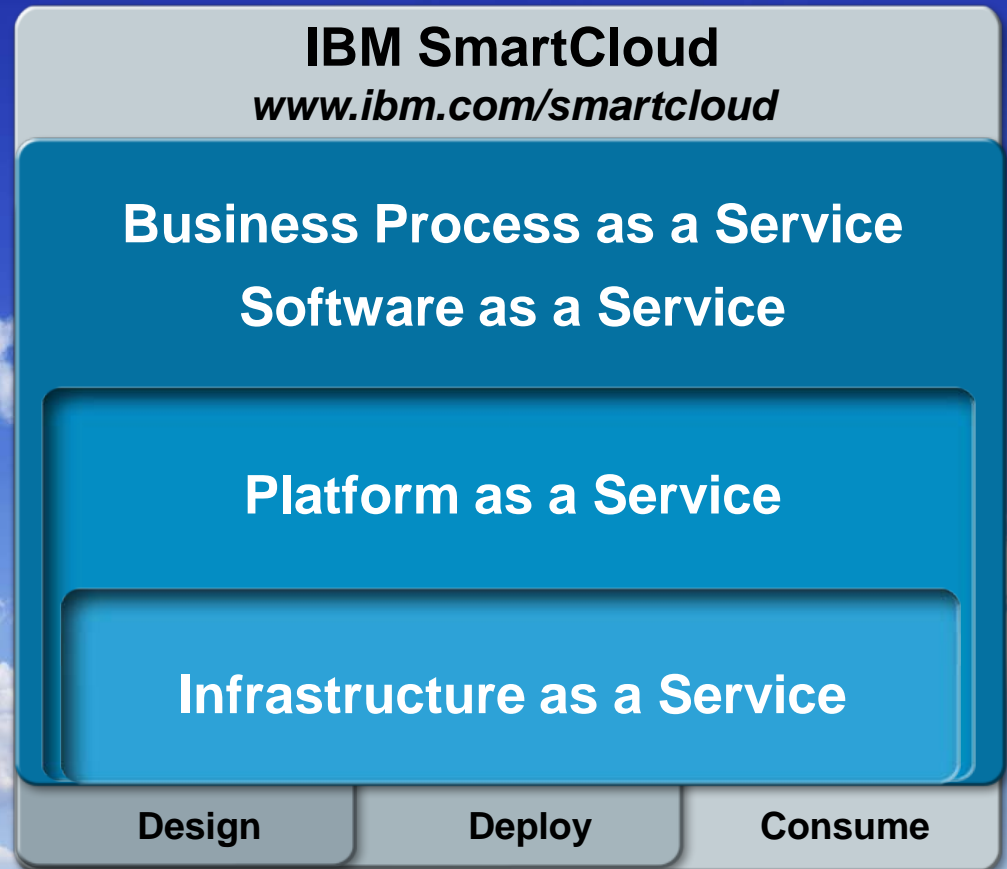 IBM SmartCloud
www.ibm.com/smartcloud
Business Process as a Service
Software as a Service
Platform as a Service
Infrastructure as a Service
Design
Deploy
Consume